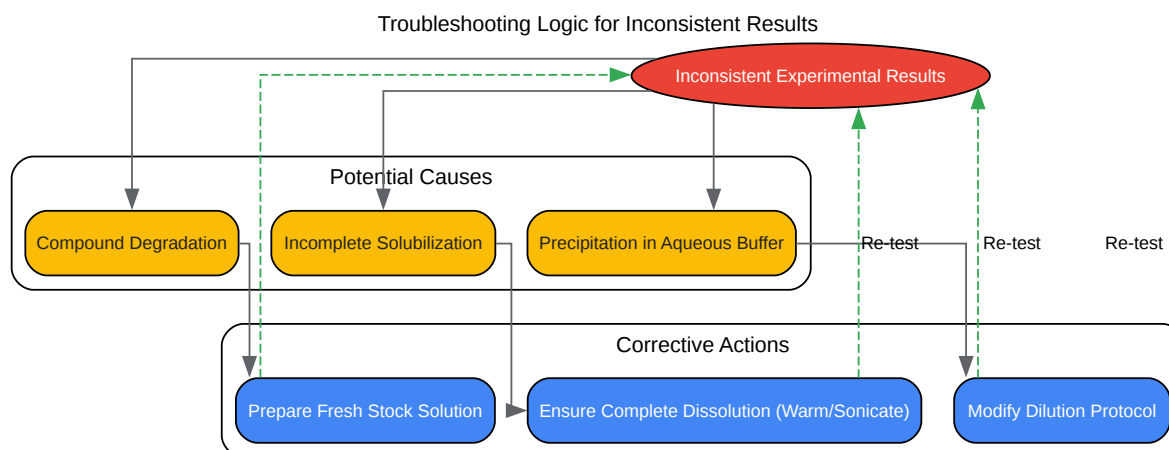 Troubleshooting Logic for Inconsistent Results
Inconsistent Experimental Results
Potential Causes
Compound Degradation
Incomplete Solubilization
Precipitation in Aqueous Buffer
Re-test
Re-test
Re-test
Corrective Actions
Prepare Fresh Stock Solution
Ensure Complete Dissolution (Warm/Sonicate)
Modify Dilution Protocol